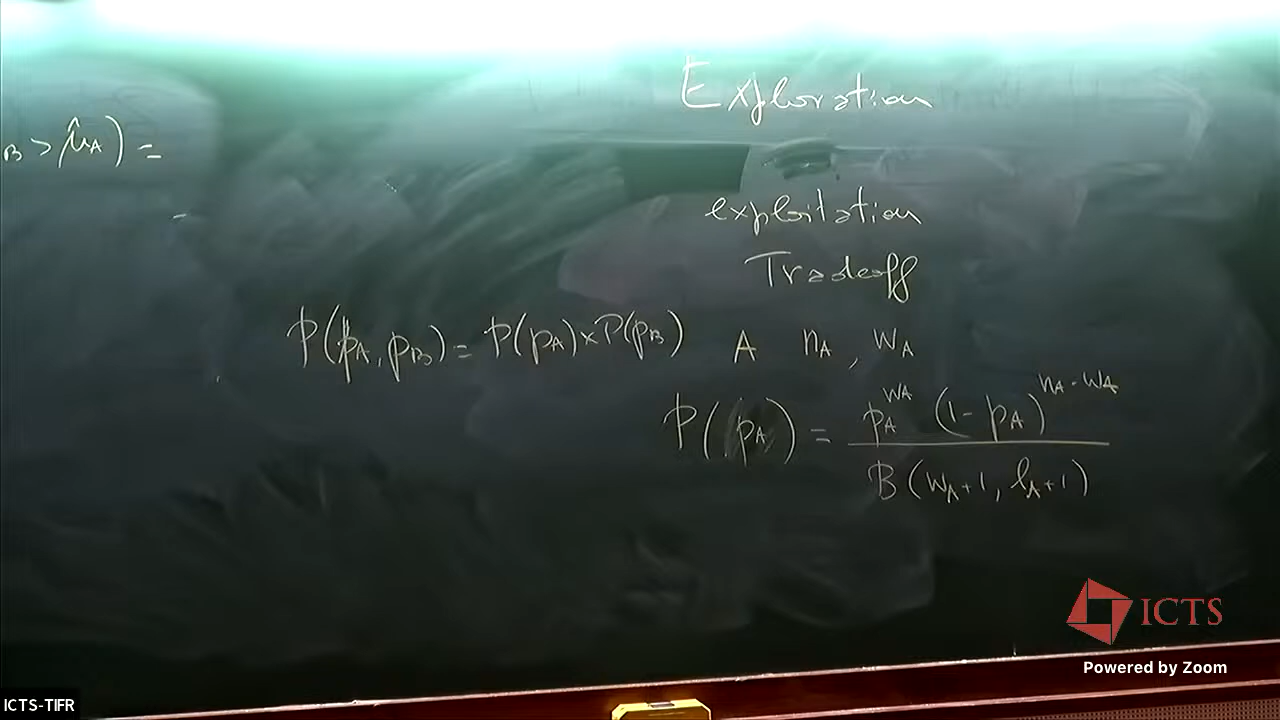 Exploration
B > μ̂A) =
-
exploitation
Tradeoff
P(pA, pB) = P(pA) x P(pB) A nA, wA
P(pA) = pA^wA (1 - pA)^nA - wA / B(wA+1, lA+1)
ICTS
Powered by Zoom
ICTS-TIFR